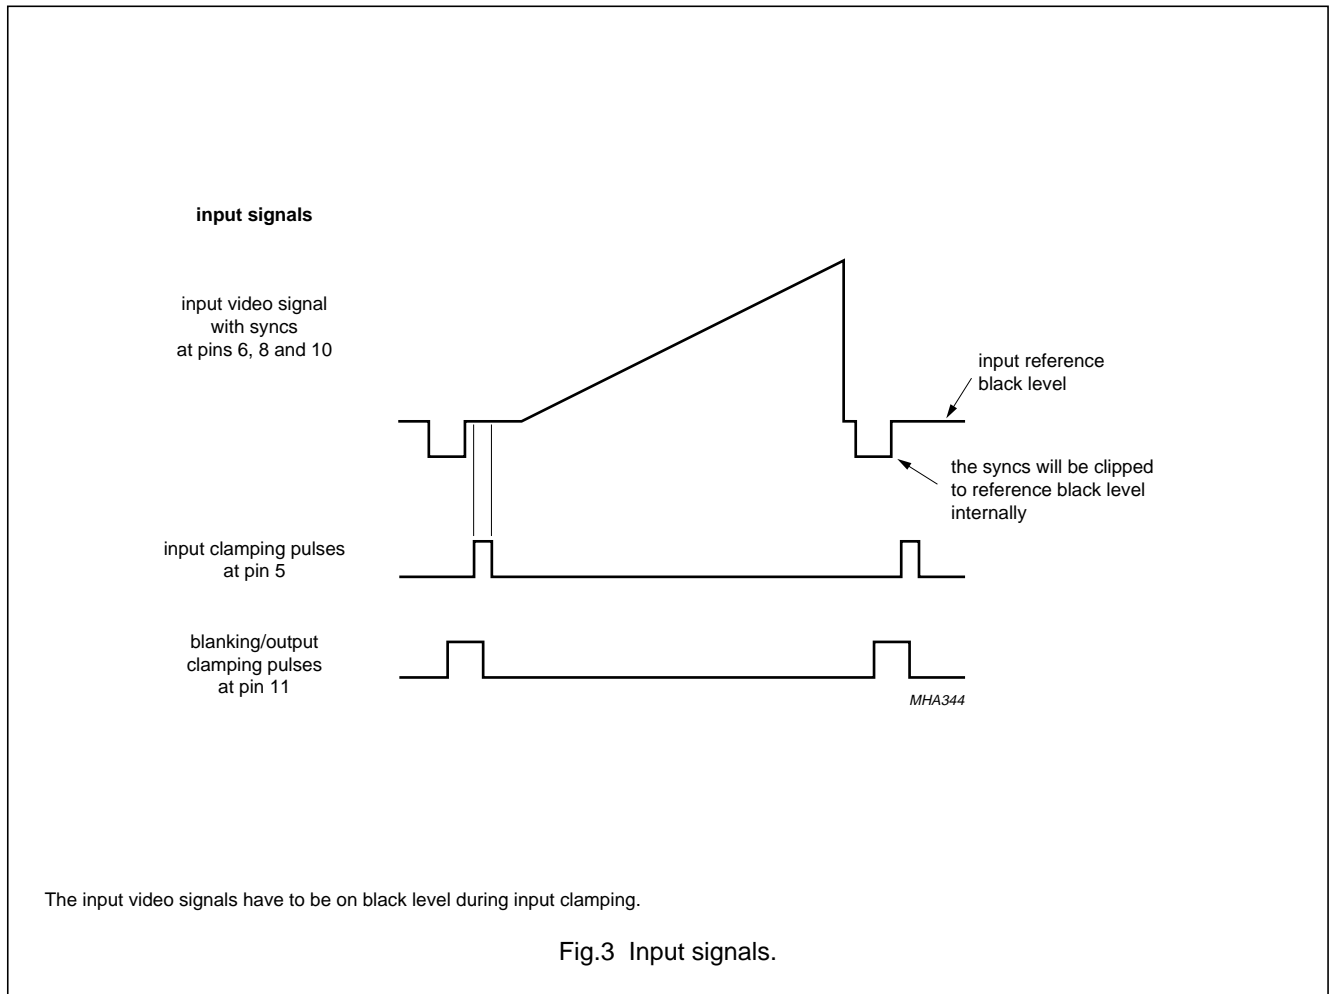 input signals
input video signal
with syncs
at pins 6, 8 and 10
input reference
black level
the syncs will be clipped
to reference black level
internally
input clamping pulses
at pin 5
blanking/output
clamping pulses
at pin 11
MHA344
The input video signals have to be on black level during input clamping.
Fig.3 Input signals.